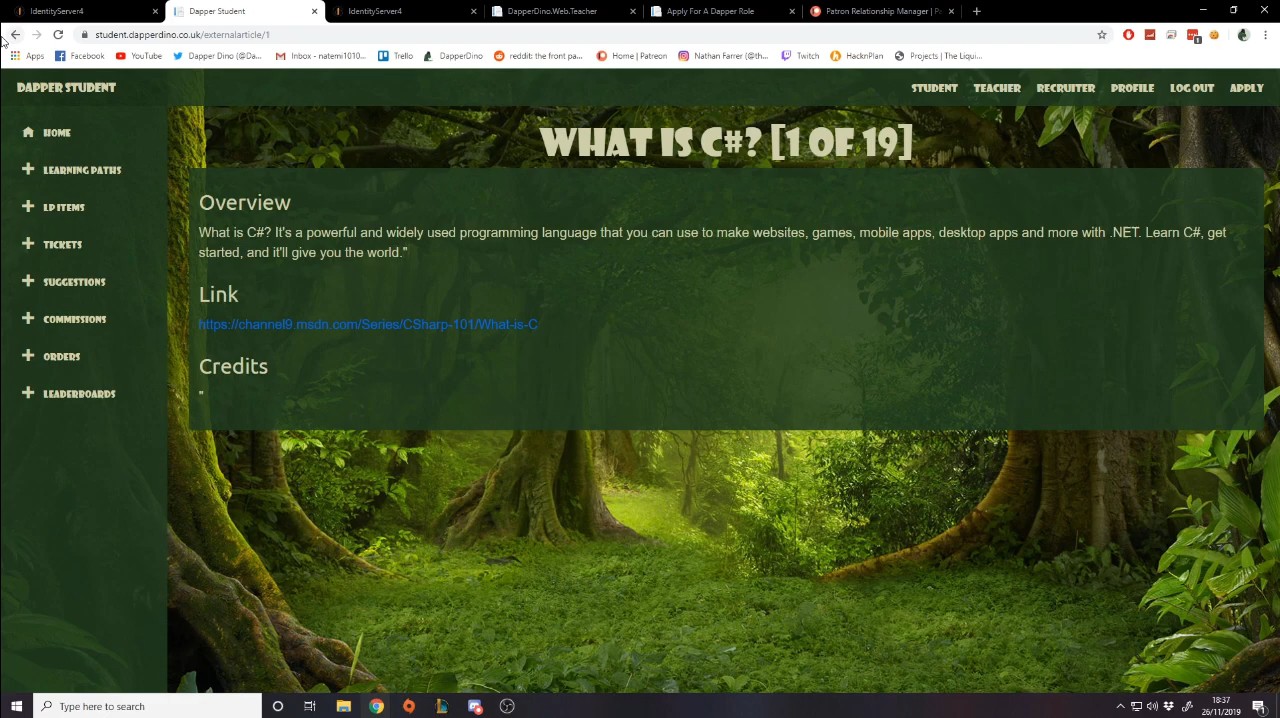 IdentityServer4
Dapper Student
IdentityServer4
DapperDino.Web.Teacher
Apply For A Dapper Role
Patron Relationship Manager | Pa
student.dapperdino.co.uk/externalarticle/1
Apps
Facebook
YouTube
Dapper Dino (@Da...
Inbox - natemi1010...
Trello
DapperDino
reddit: the front pa...
Home | Patreon
Nathan Farrer (@th...
Twitch
HacknPlan
Projects | The Liqui...
DAPPER STUDENT
STUDENT
TEACHER
RECRUITER
PROFILE
LOG OUT
APPLY
HOME
LEARNING PATHS
LP ITEMS
TICKETS
SUGGESTIONS
COMMISSIONS
ORDERS
LEADERBOARDS
WHAT IS C#? [1 OF 19]
Overview
What is C#? It's a powerful and widely used programming language that you can use to make websites, games, mobile apps, desktop apps and more with .NET. Learn C#, get
started, and it'll give you the world."
Link
https://channel9.msdn.com/Series/CSharp-101/What-is-C
Credits
"
Type here to search
18:37
26/11/2019